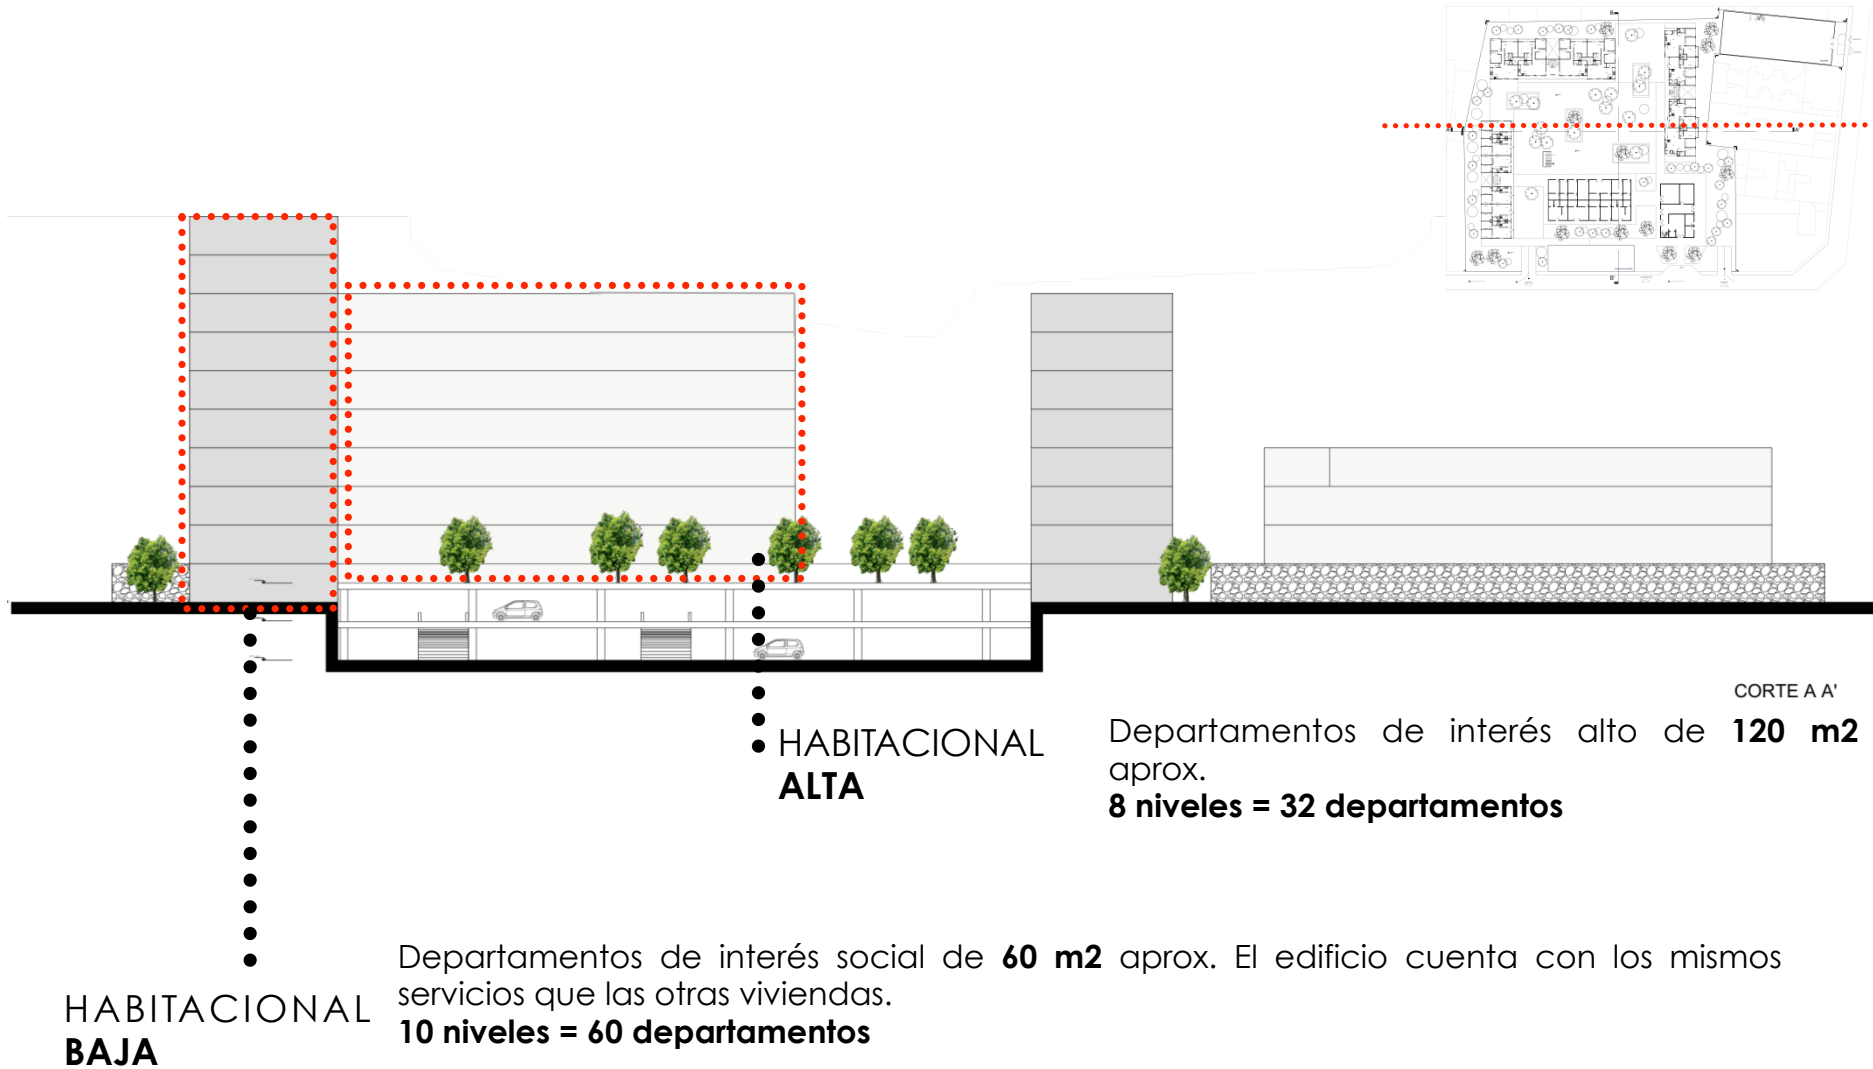 CORTE A A'
HABITACIONAL
ALTA
Departamentos de interés alto de 120 m2
aprox.
8 niveles = 32 departamentos
HABITACIONAL
BAJA
Departamentos de interés social de 60 m2 aprox. El edificio cuenta con los mismos
servicios que las otras viviendas.
10 niveles = 60 departamentos